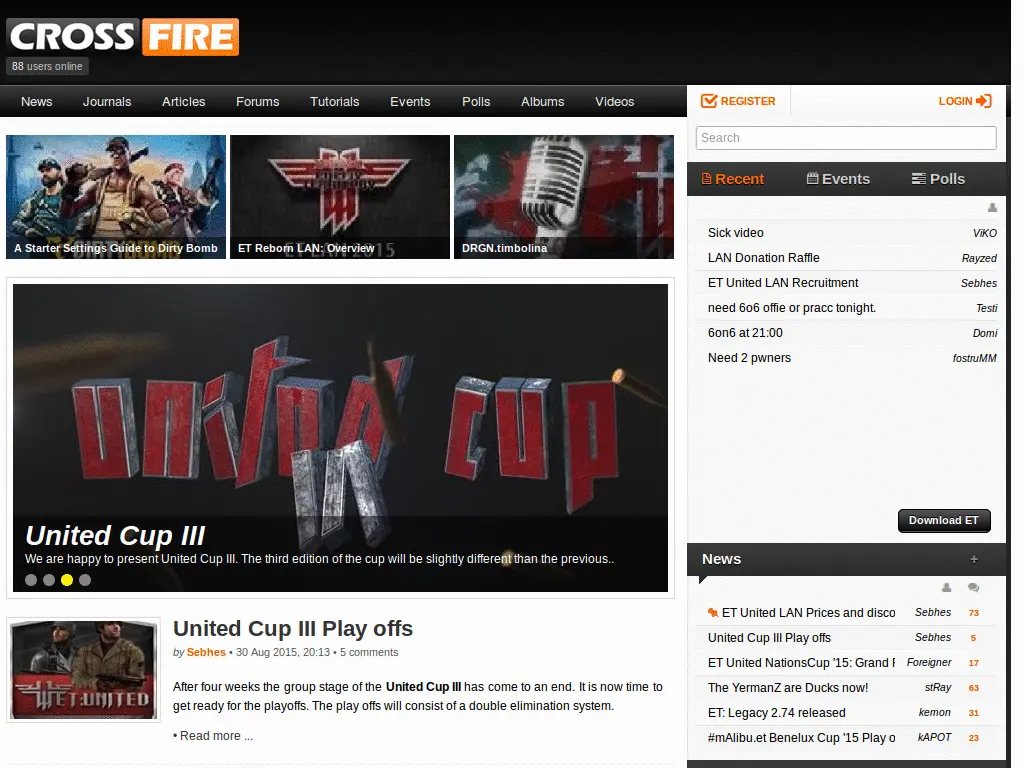 CROSS FIRE
88 users online
News Journals Articles Forums Tutorials Events Polls Albums Videos
REGISTER LOGIN
Search
A Starter Settings Guide to Dirty Bomb
ET Reborn LAN: Overview
DRGN.timbolina
Recent Events Polls
Sick video ViKO
LAN Donation Raffle Rayzed
ET United LAN Recruitment Sebhes
need 6o6 offie or pracc tonight. Testi
6on6 at 21:00 Domi
Need 2 pwners fostruMM
Download ET
united cup
III
United Cup III
We are happy to present United Cup III. The third edition of the cup will be slightly different than the previous..
News +
ET United LAN Prices and disco Sebhes 73
United Cup III Play offs Sebhes 5
ET United NationsCup '15: Grand F Foreigner 17
The YermanZ are Ducks now! stRay 63
ET: Legacy 2.74 released kemon 31
#mAlibu.et Benelux Cup '15 Play o kAPOT 23
WET:UNITED
United Cup III Play offs
by Sebhes • 30 Aug 2015, 20:13 • 5 comments
After four weeks the group stage of the United Cup III has come to an end. It is now time to
get ready for the playoffs. The play offs will consist of a double elimination system.
• Read more ...